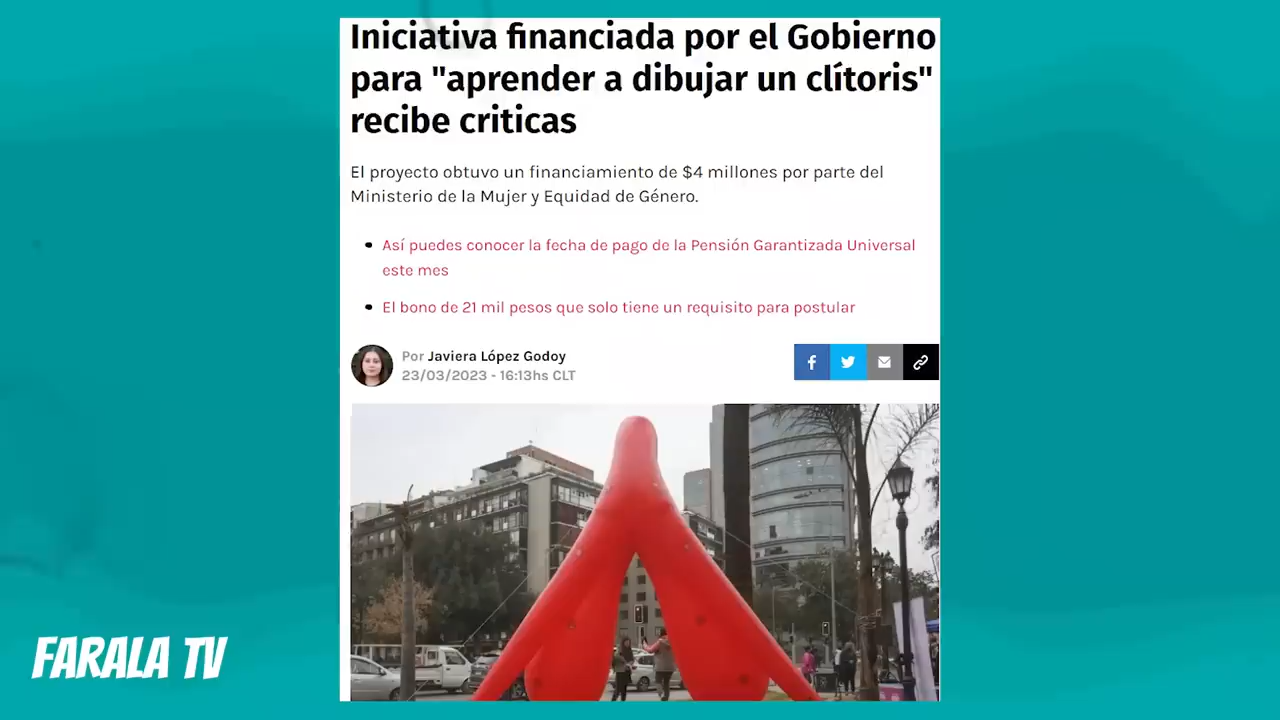 Iniciativa financiada por el Gobierno
para "aprender a dibujar un clítoris"
recibe criticas
El proyecto obtuvo un financiamiento de $4 millones por parte del
Ministerio de la Mujer y Equidad de Género.
Así puedes conocer la fecha de pago de la Pensión Garantizada Universal
este mes
El bono de 21 mil pesos que solo tiene un requisito para postular
Por Javiera López Godoy
23/03/2023 - 16:13hs CLT
FARALA TV